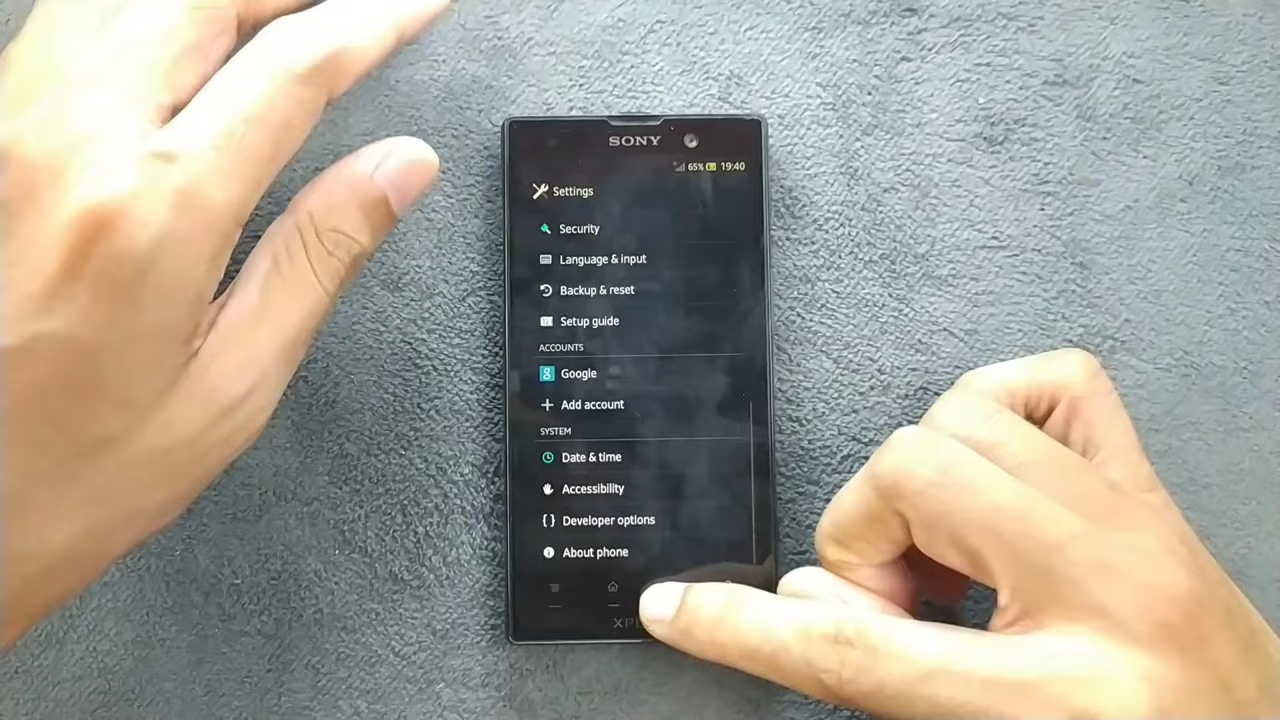 SONY
65% 19:40
Settings
Security
Language & input
Backup & reset
Setup guide
ACCOUNTS
Google
Add account
SYSTEM
Date & time
Accessibility
Developer options
About phone